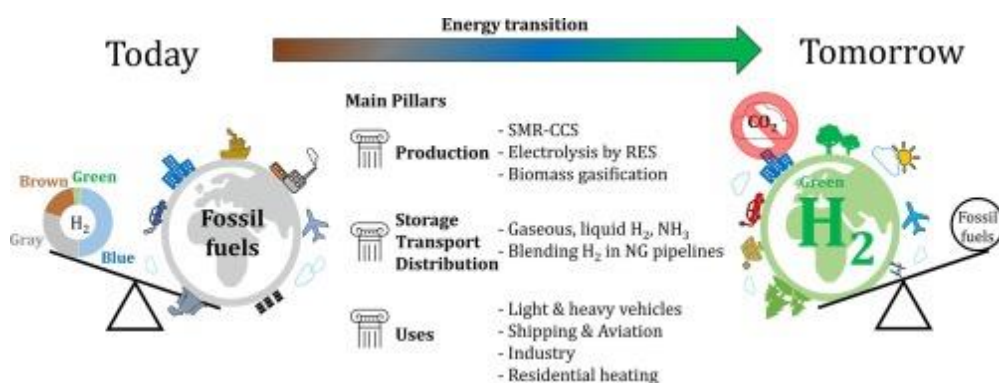 Energy transition
Today
Tomorrow
Main Pillars
Production
- SMR-CCS
- Electrolysis by RES
- Biomass gasification
Storage
Transport
Distribution
- Gaseous, liquid H₂, NH₃
- Blending H₂ in NG pipelines
Uses
- Light & heavy vehicles
- Shipping & Aviation
- Industry
- Residential heating
Brown
Green
H₂
Gray
Blue
Fossil
fuels
CO₂
Green
H₂
Fossil
fuels